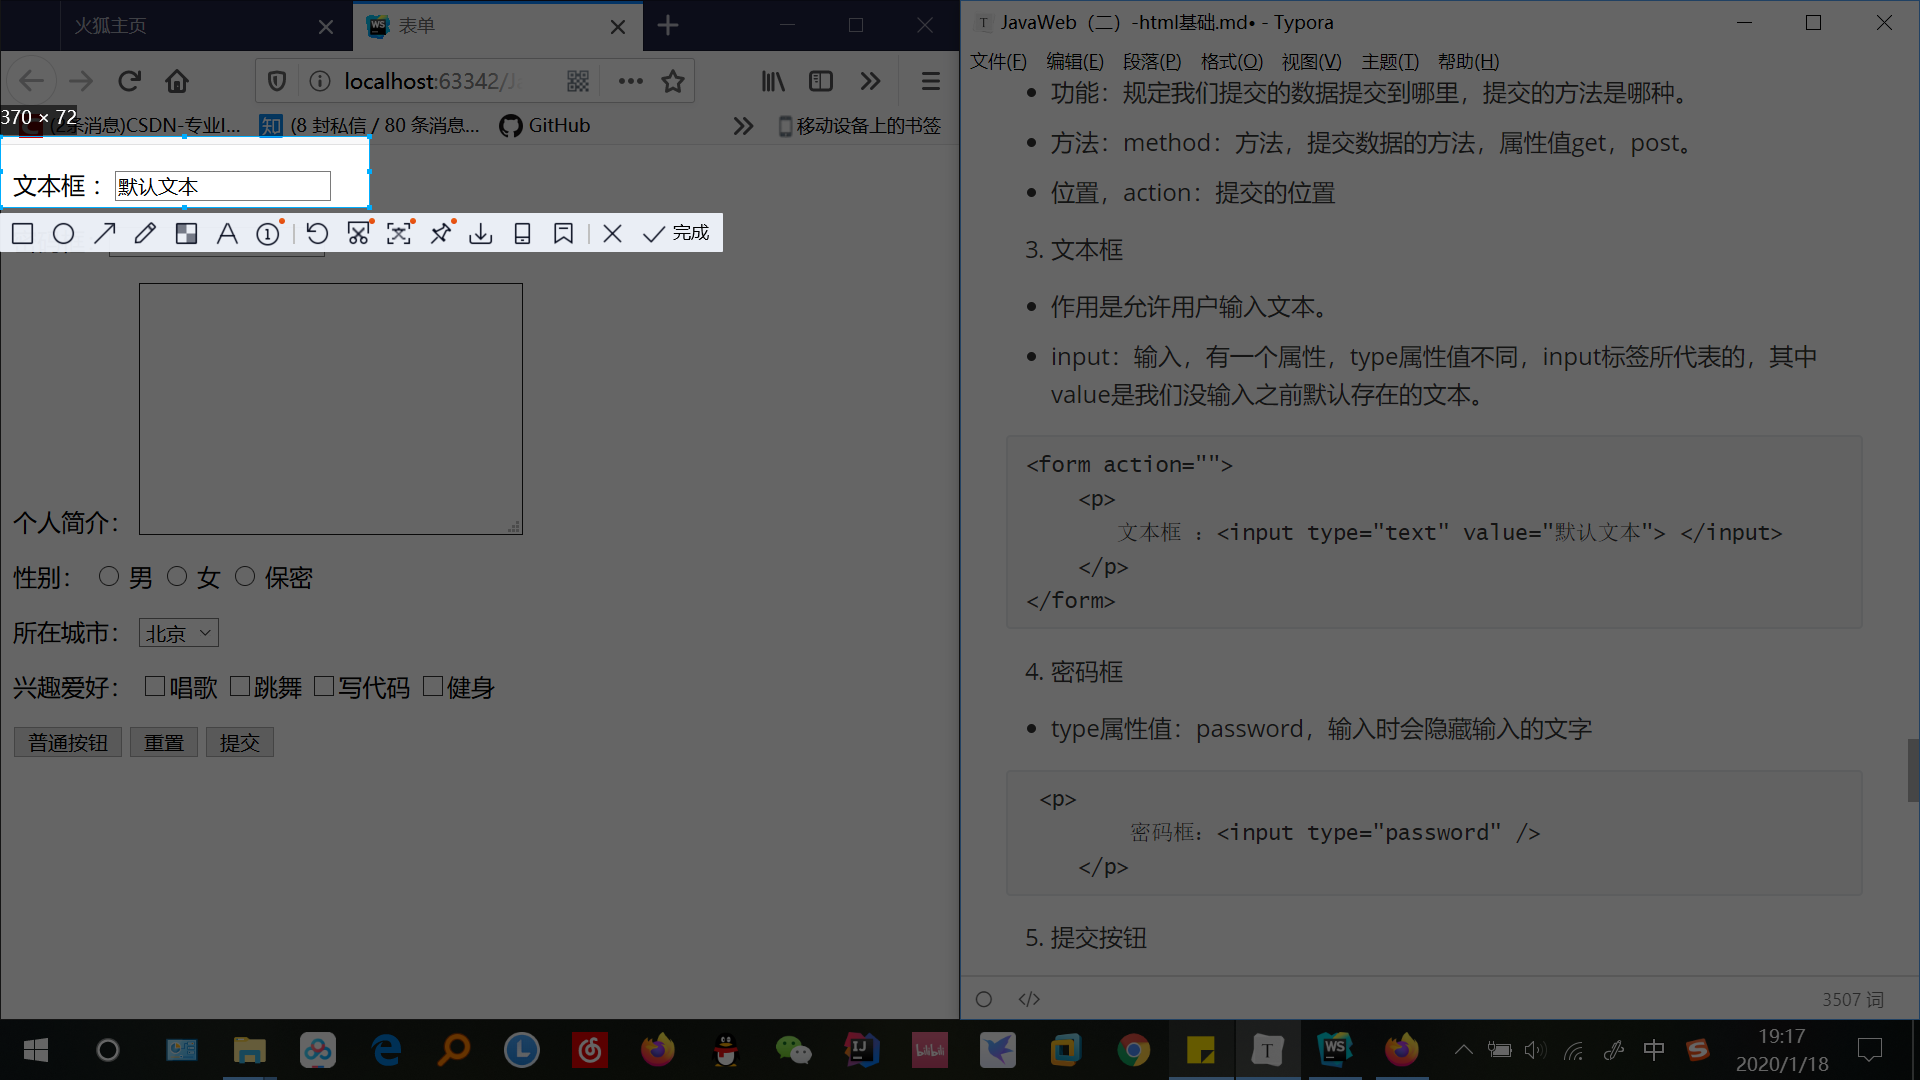 火狐主页
表单
localhost:63342/J
370 × 72
(2条消息)CSDN-专业I...
知
(8 封私信 / 80 条消息...
GitHub
移动设备上的书签
文本框 :
默认文本
完成
个人简介：
性别：
男
女
保密
所在城市：
北京
兴趣爱好：
唱歌
跳舞
写代码
健身
普通按钮
重置
提交
JavaWeb（二）-html基础.md• - Typora
文件(F) 编辑(E) 段落(P) 格式(O) 视图(V) 主题(T) 帮助(H)
功能：规定我们提交的数据提交到哪里，提交的方法是哪种。
方法：method：方法，提交数据的方法，属性值get，post。
位置，action：提交的位置
3. 文本框
作用是允许用户输入文本。
input：输入，有一个属性，type属性值不同，input标签所代表的，其中
value是我们没输入之前默认存在的文本。
<form action="">
<p>
文本框 ：<input type="text" value="默认文本"> </input>
</p>
</form>
4. 密码框
type属性值：password，输入时会隐藏输入的文字
<p>
密码框：<input type="password" />
</p>
5. 提交按钮
</>
3507 词
中
19:17
2020/1/18